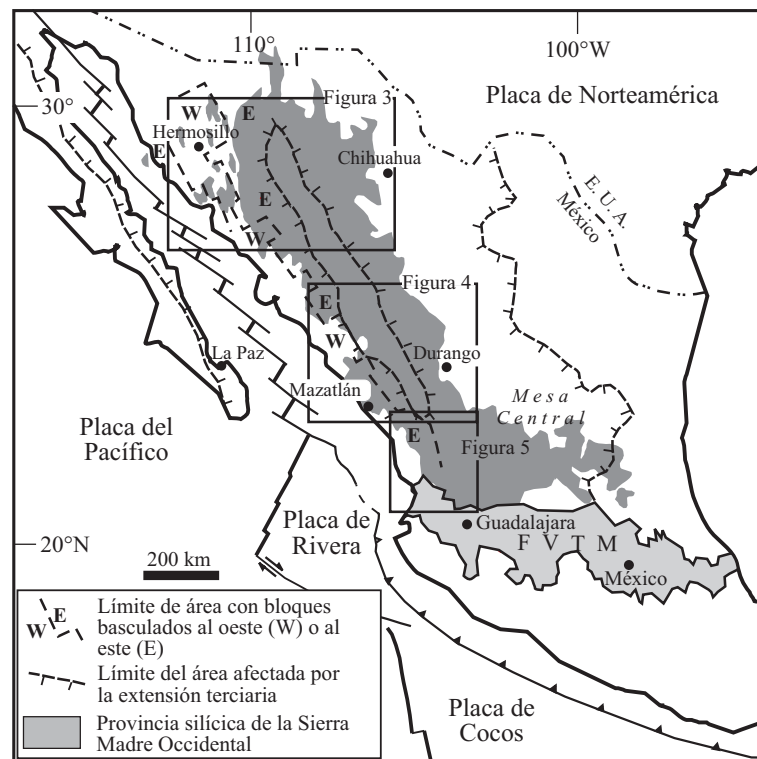 110°
100°W
Placa de Norteamérica
Figura 3
30°
W
E
Hermosillo
E
Chihuahua
E. U. A.
México
E
W
Figura 4
E
W
La Paz
Durango
Mazatlán
Mesa
Central
Placa del
Pacífico
E
Figura 5
Placa de
Rivera
Guadalajara
F V T M
20°N
México
200 km
W E
Límite de área con bloques
basculados al oeste (W) o al
este (E)
Límite del área afectada por
la extensión terciaria
Provincia silícica de la Sierra
Madre Occidental
Placa de
Cocos